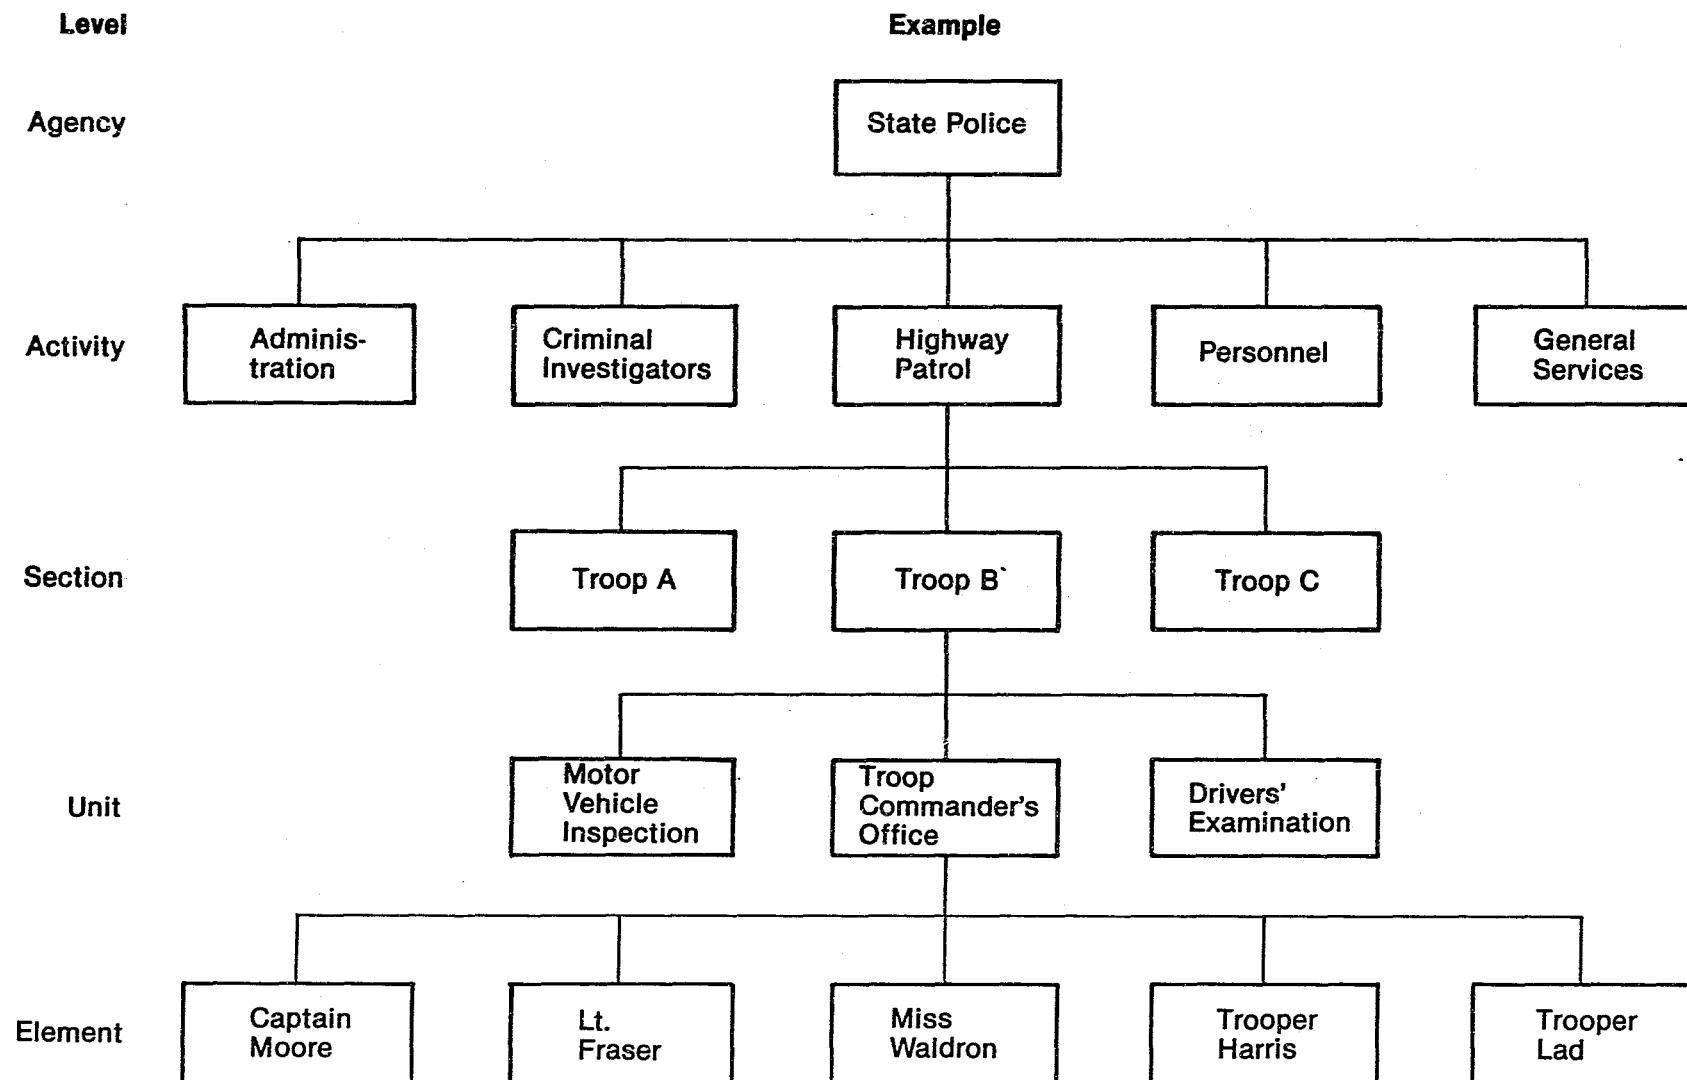 Level Example
Agency State Police
Activity
Adminis-
tration
Criminal
Investigators
Highway
Patrol
Personnel
General
Services
Section Troop A Troop B Troop C
Unit
Motor
Vehicle
Inspection
Troop
Commander's
Office
Drivers'
Examination
Element
Captain
Moore
Lt.
Fraser
Miss
Waldron
Trooper
Harris
Trooper
Lad